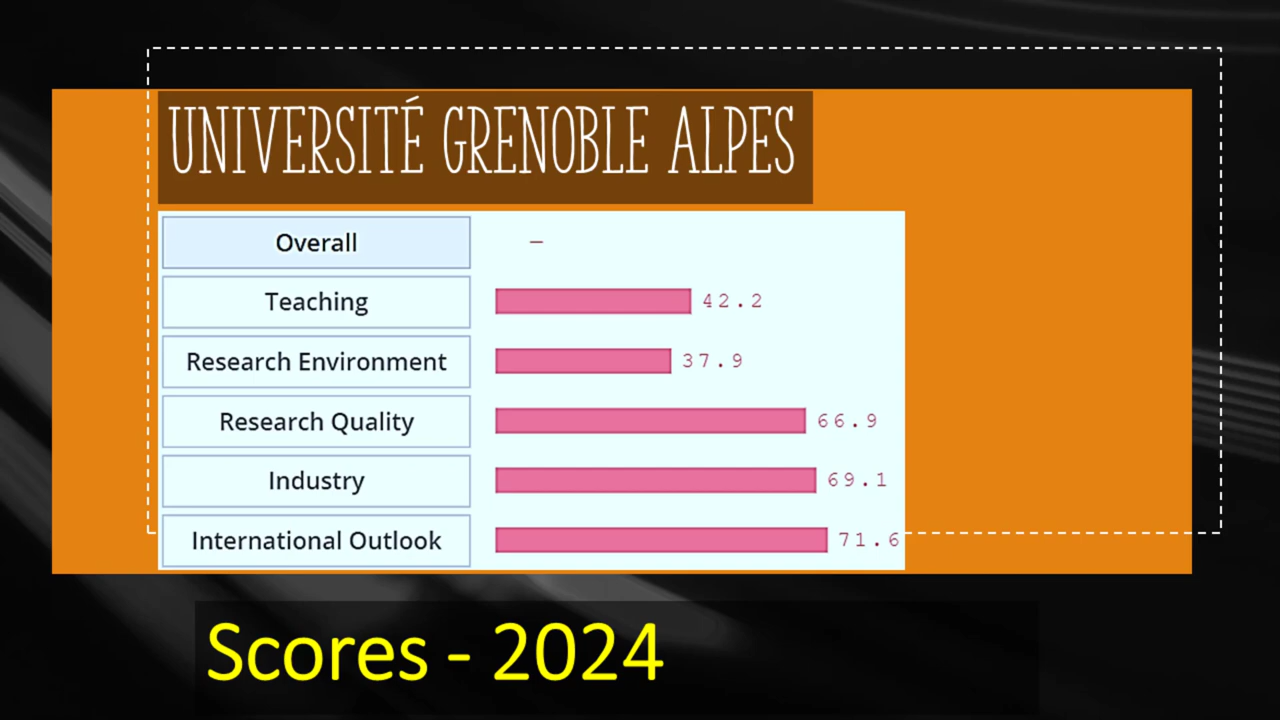 UNIVERSITÉ GRENOBLE ALPES
Overall –
Teaching 42.2
Research Environment 37.9
Research Quality 66.9
Industry 69.1
International Outlook 71.6
Scores - 2024